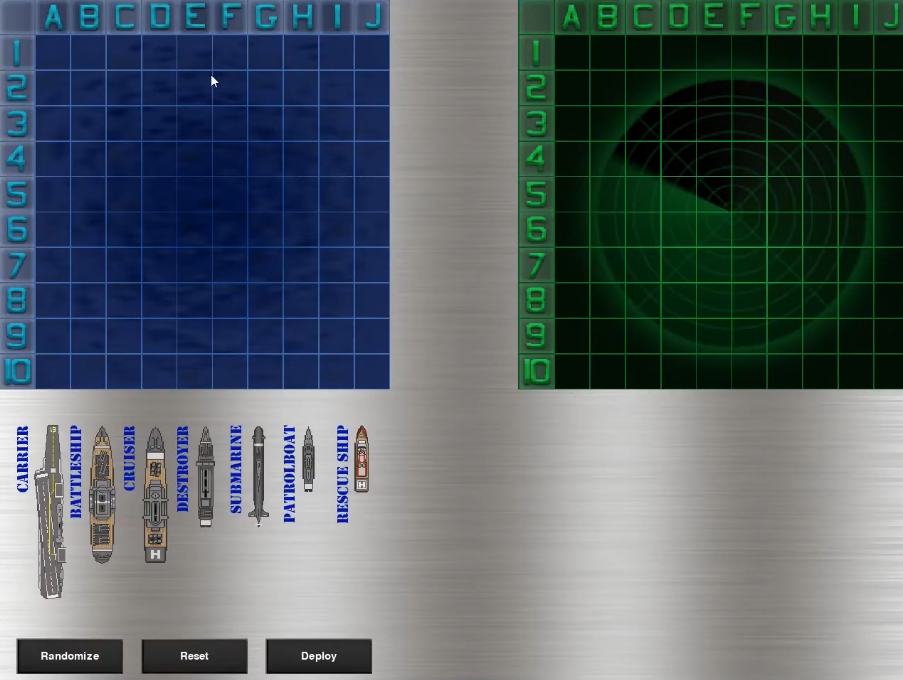 A B C D E F G H I J
1
2
3
4
5
6
7
8
9
10
A B C D E F G H I J
1
2
3
4
5
6
7
8
9
10
CARRIER
BATTLESHIP
CRUISER
DESTROYER
SUBMARINE
PATROLBOAT
RESCUE SHIP
H
H
Randomize
Reset
Deploy